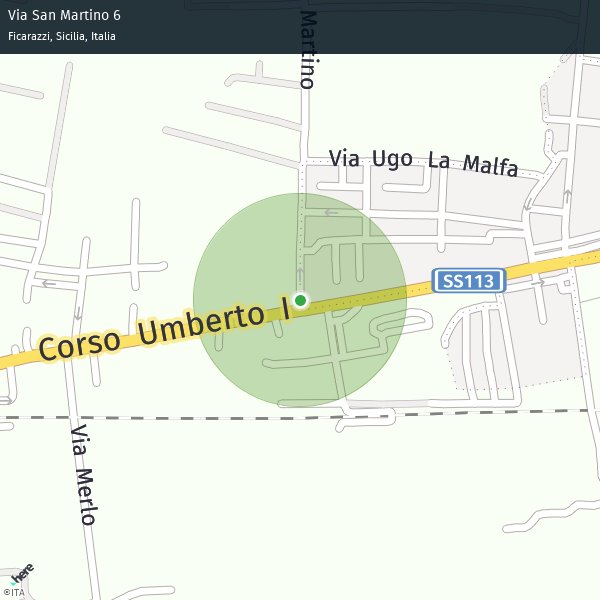 Via San Martino 6
Ficarazzi, Sicilia, Italia
Martino
Via Ugo La Malfa
SS113
Corso Umberto I
Via Merlo
here
©ITA